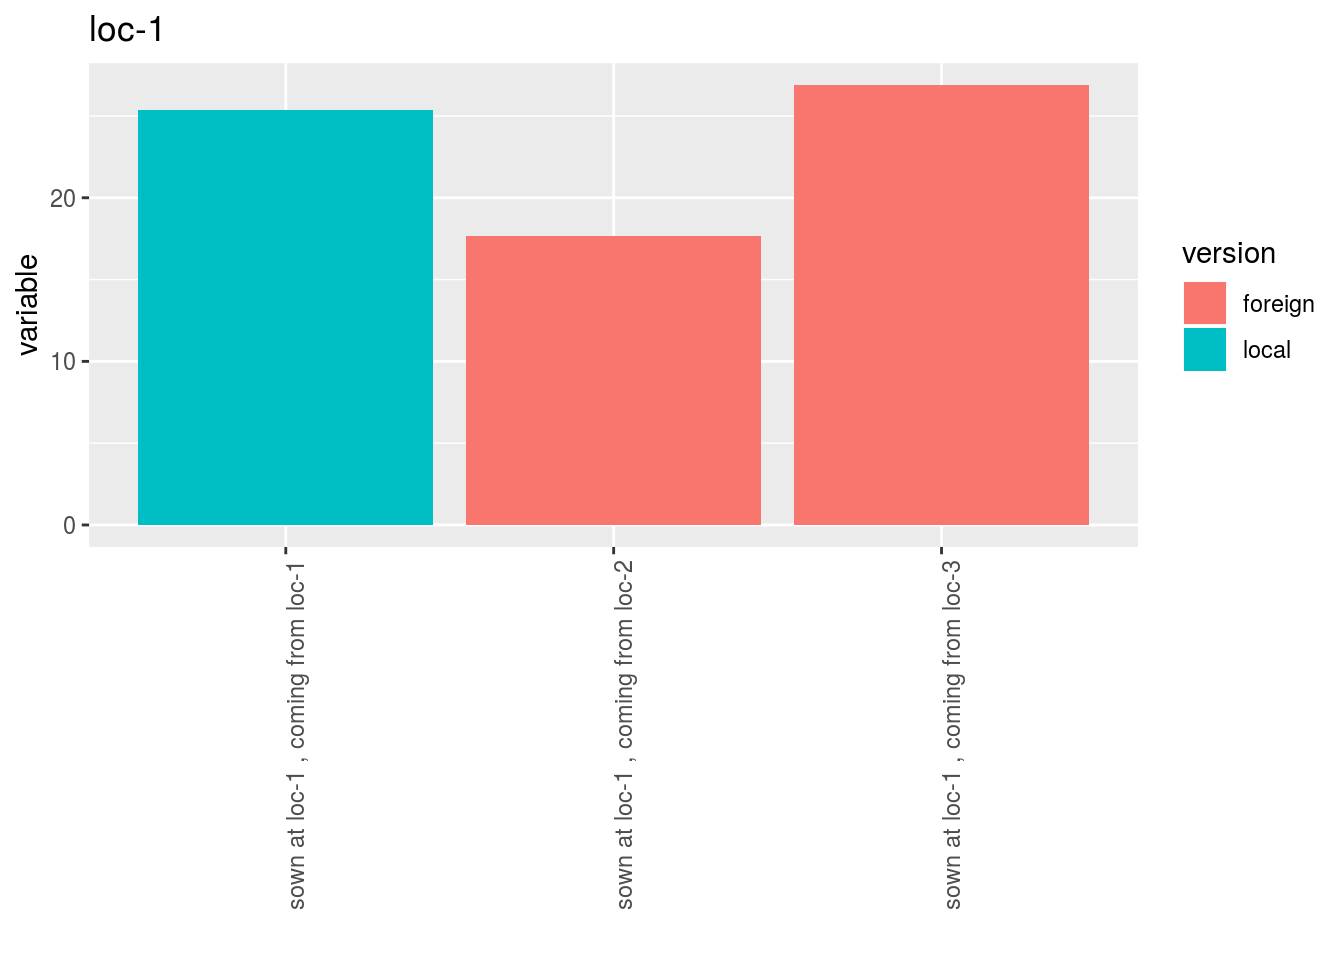 loc-1
variable
20
10
0
sown at loc-1 , coming from loc-1
sown at loc-1 , coming from loc-2
sown at loc-1 , coming from loc-3
version
foreign
local